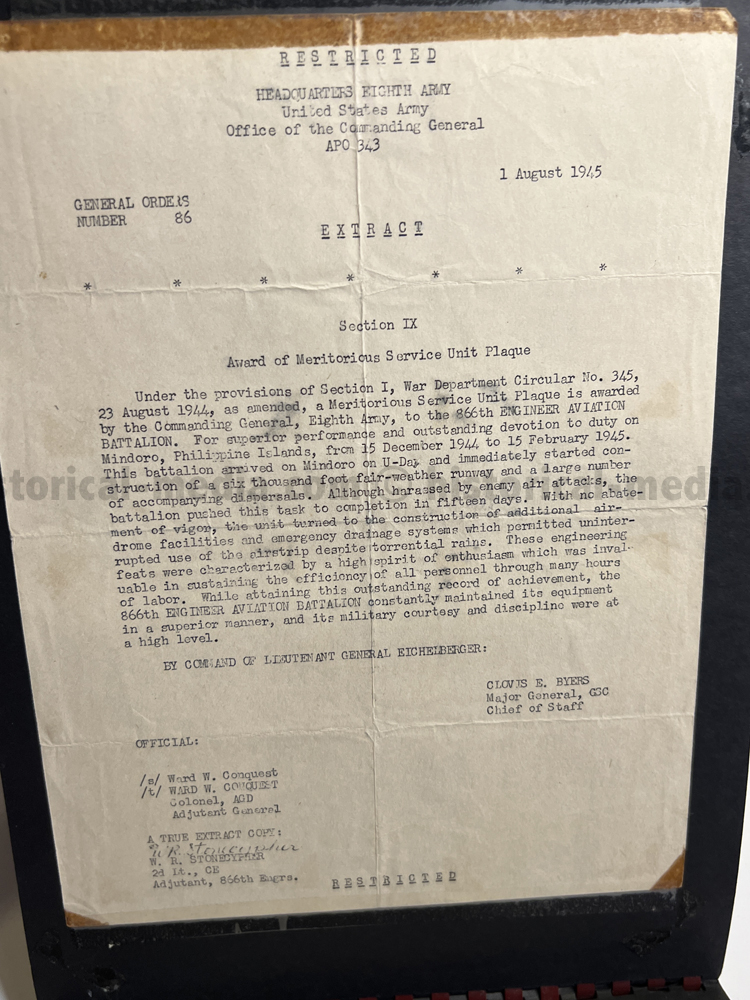 RESTRICTED
HEADQUARTERS EIGHTH ARMY
United States Army
Office of the Commanding General
APO 343
1 August 1945
GENERAL ORDERS
NUMBER 86
EXTRACT
* * * * * * *
Section IX
Award of Meritorious Service Unit Plaque
Under the provisions of Section I, War Department Circular No. 345,
23 August 1944, as amended, a Meritorious Service Unit Plaque is awarded
by the Commanding General, Eighth Army, to the 866th ENGINEER AVIATION
BATTALION. For superior performance and outstanding devotion to duty on
Mindoro, Philippine Islands, from 15 December 1944 to 15 February 1945.
This battalion arrived on Mindoro on U-Day and immediately started con-
struction of a six thousand foot fair-weather runway and a large number
of accompanying dispersals. Although harassed by enemy air attacks, the
battalion pushed this task to completion in fifteen days. With no abate-
ment of vigor, the unit turned to the construction of additional air-
drome facilities and emergency drainage systems which permitted uninter-
rupted use of the airstrip despite torrential rains. These engineering
feats were characterized by a high spirit of enthusiasm which was inval-
uable in sustaining the efficiency of all personnel through many hours
of labor. While attaining this outstanding record of achievement, the
866th ENGINEER AVIATION BATTALION constantly maintained its equipment
in a superior manner, and its military courtesy and discipline were at
a high level.
BY COMMAND OF LIEUTENANT GENERAL EICHELBERGER:
CLOVIS E. BYERS
Major General, GSC
Chief of Staff
OFFICIAL:
/s/ Ward W. Conquest
/t/ WARD W. CONQUEST
Colonel, AGD
Adjutant General
A TRUE EXTRACT COPY:
W.R. Stonecypher
W. R. STONECYPHER
2d Lt., CE
Adjutant, 866th Engrs.
RESTRICTED